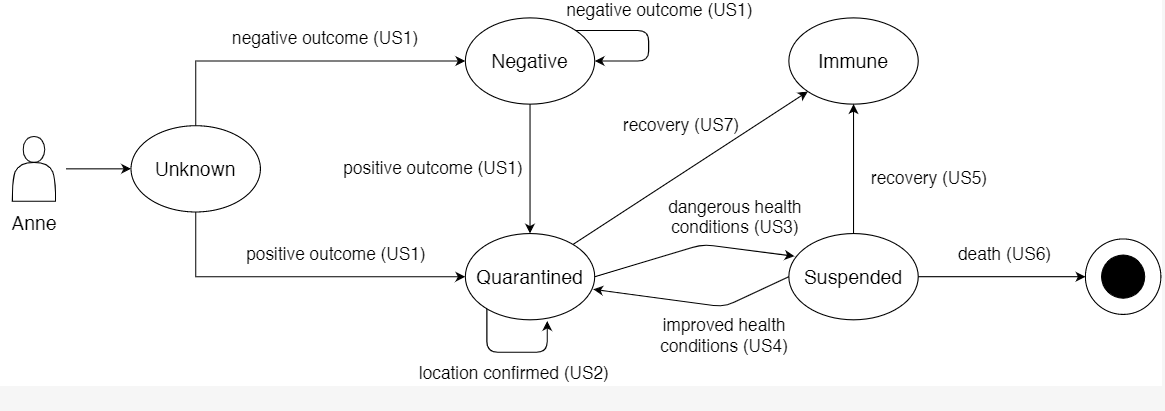 negative outcome (US1)
negative outcome (US1)
Negative
Immune
recovery (US7)
Unknown
positive outcome (US1)
recovery (US5)
Anne
dangerous health
conditions (US3)
positive outcome (US1)
death (US6)
Quarantined
Suspended
improved health
conditions (US4)
location confirmed (US2)